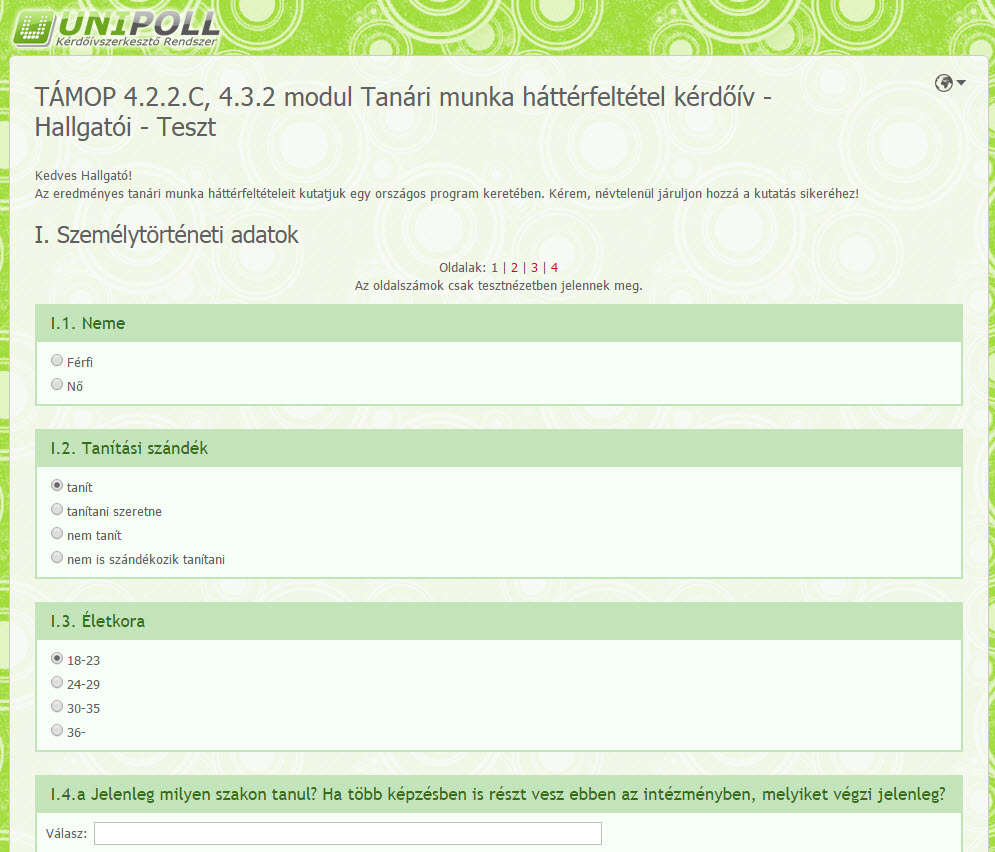 UNIPOLL
Kérdőívszerkesztő Rendszer
TÁMOP 4.2.2.C, 4.3.2 modul Tanári munka háttérfeltétel kérdőív -
Hallgatói - Teszt
Kedves Hallgató!
Az eredményes tanári munka háttérfeltételeit kutatjuk egy országos program keretében. Kérem, névtelenül járuljon hozzá a kutatás sikeréhez!
I. Személytörténeti adatok
Oldalak: 1 | 2 | 3 | 4
Az oldalszámok csak tesztnézetben jelennek meg.
I.1. Neme
Férfi
Nő
I.2. Tanítási szándék
tanít
tanítani szeretne
nem tanít
nem is szándékozik tanítani
I.3. Életkora
18-23
24-29
30-35
36-
I.4.a Jelenleg milyen szakon tanul? Ha több képzésben is részt vesz ebben az intézményben, melyiket végzi jelenleg?
Válasz: